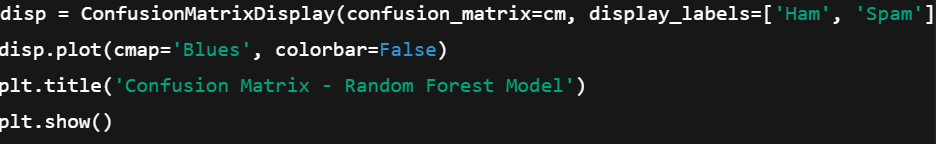 disp = ConfusionMatrixDisplay(confusion_matrix=cm, display_labels=['Ham', 'Spam']
disp.plot(cmap='Blues', colorbar=False)
plt.title('Confusion Matrix - Random Forest Model')
plt.show()